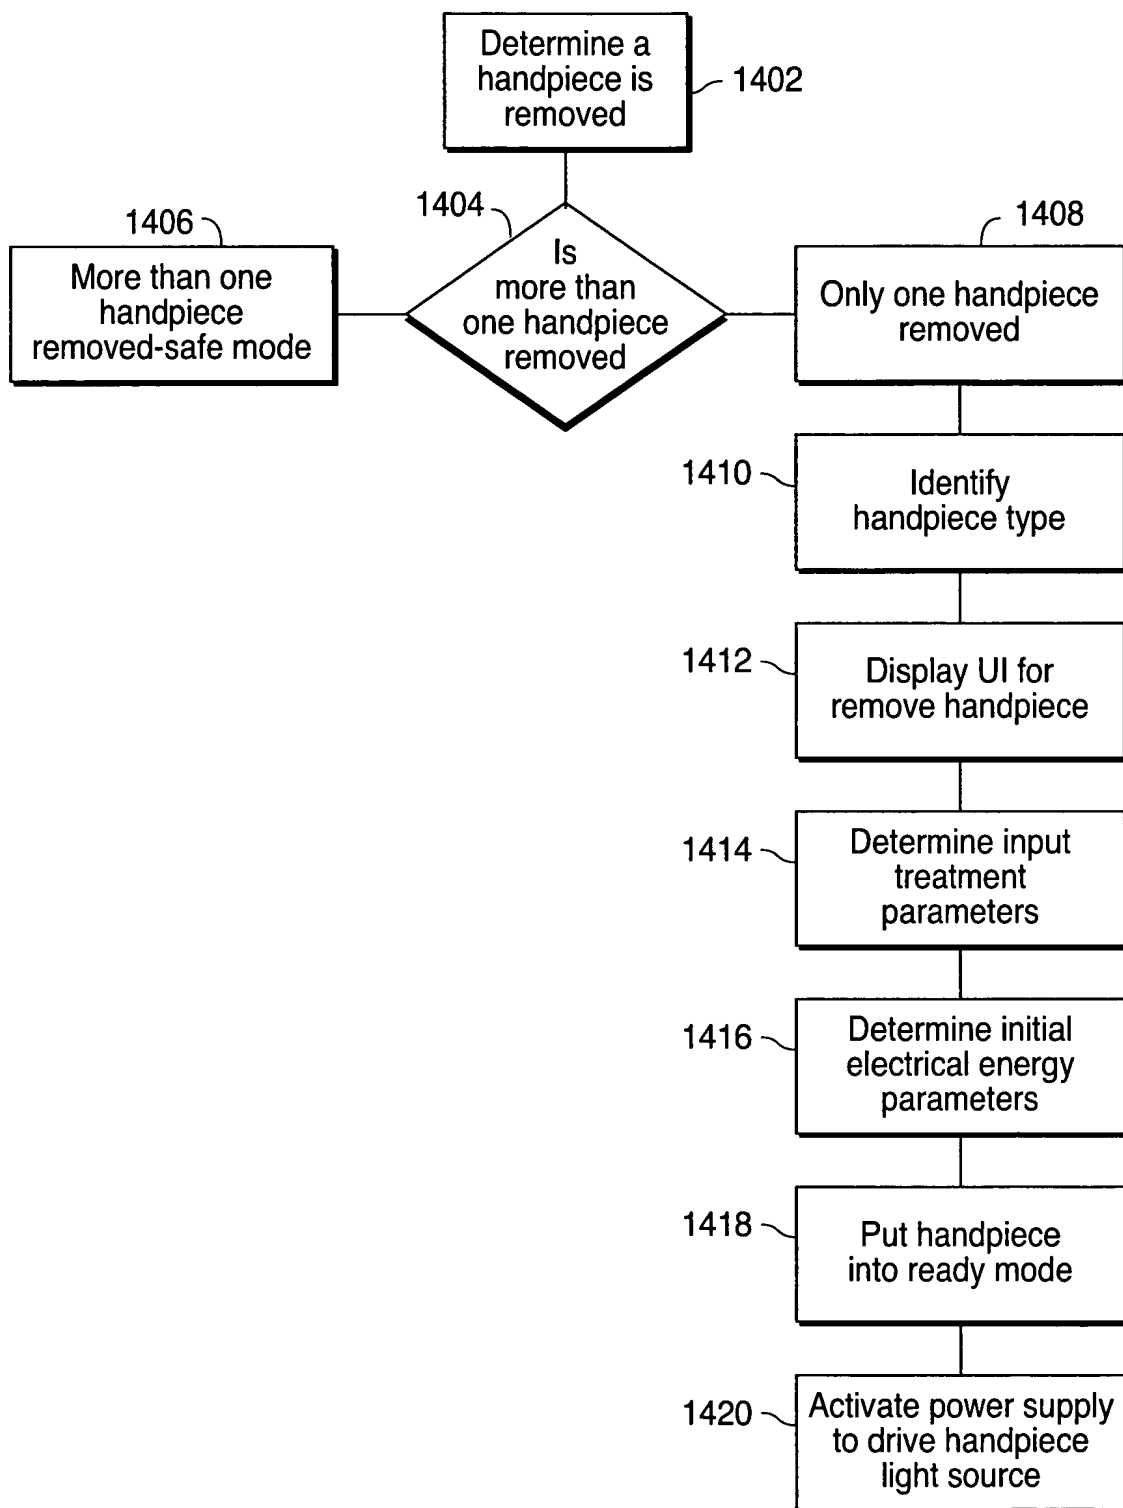 Determine a
handpiece is
removed
1402
1404
Is
more than
one handpiece
removed
1406
More than one
handpiece
removed-safe mode
1408
Only one handpiece
removed
1410
Identify
handpiece type
1412
Display UI for
remove handpiece
1414
Determine input
treatment
parameters
1416
Determine initial
electrical energy
parameters
1418
Put handpiece
into ready mode
1420
Activate power supply
to drive handpiece
light source